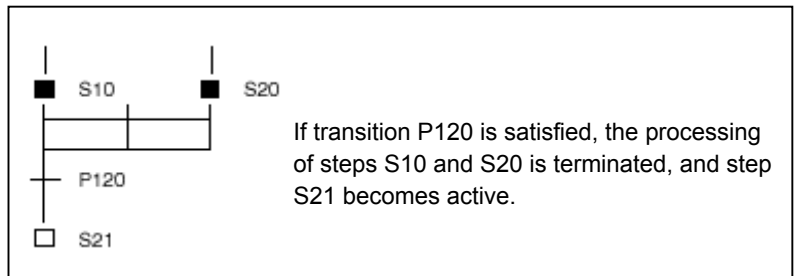 S10 S20
If transition P120 is satisfied, the processing
of steps S10 and S20 is terminated, and step
S21 becomes active.
P120
S21